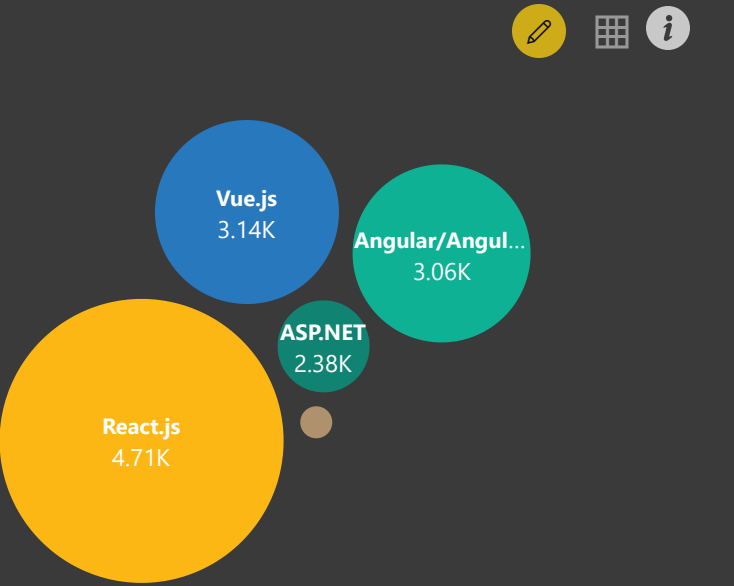 i
Vue.js
3.14K
Angular/Angul...
3.06K
ASP.NET
2.38K
React.js
4.71K